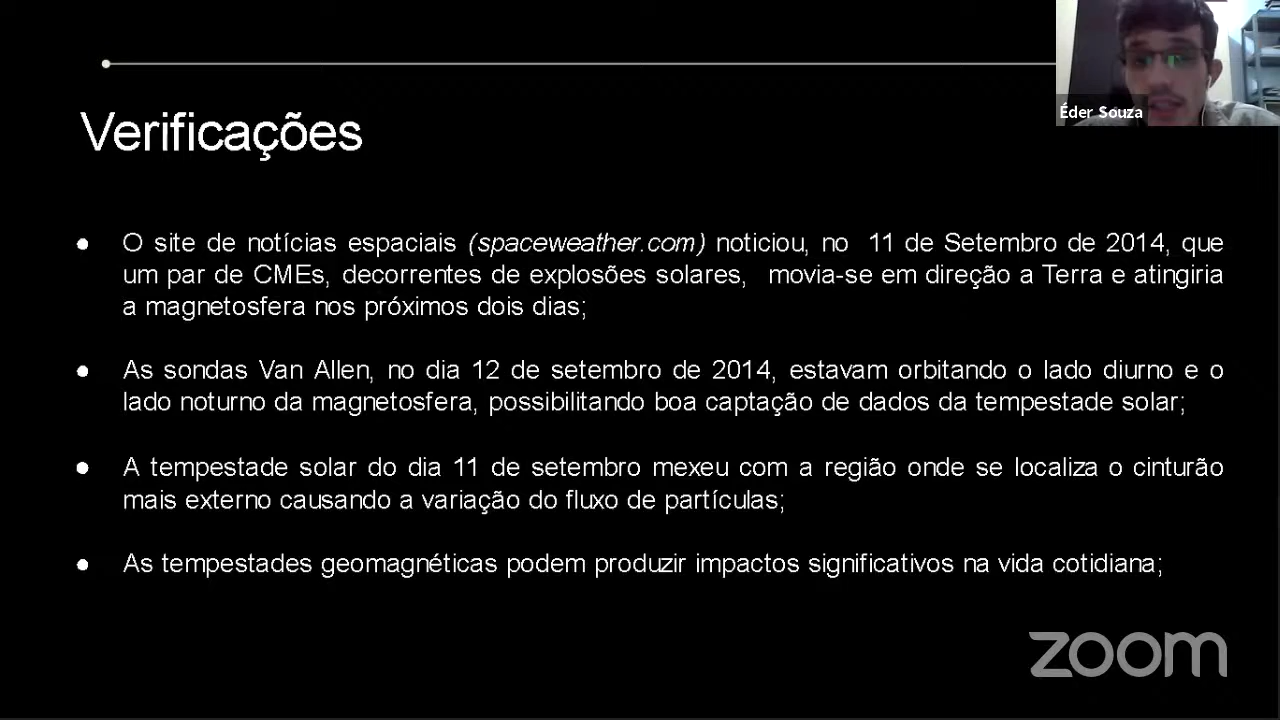 Éder Souza
Verificações
● O site de notícias espaciais (spaceweather.com) noticiou, no 11 de Setembro de 2014, que
um par de CMEs, decorrentes de explosões solares, movia-se em direção a Terra e atingiria
a magnetosfera nos próximos dois dias;
● As sondas Van Allen, no dia 12 de setembro de 2014, estavam orbitando o lado diurno e o
lado noturno da magnetosfera, possibilitando boa captação de dados da tempestade solar;
● A tempestade solar do dia 11 de setembro mexeu com a região onde se localiza o cinturão
mais externo causando a variação do fluxo de partículas;
● As tempestades geomagnéticas podem produzir impactos significativos na vida cotidiana;
zoom